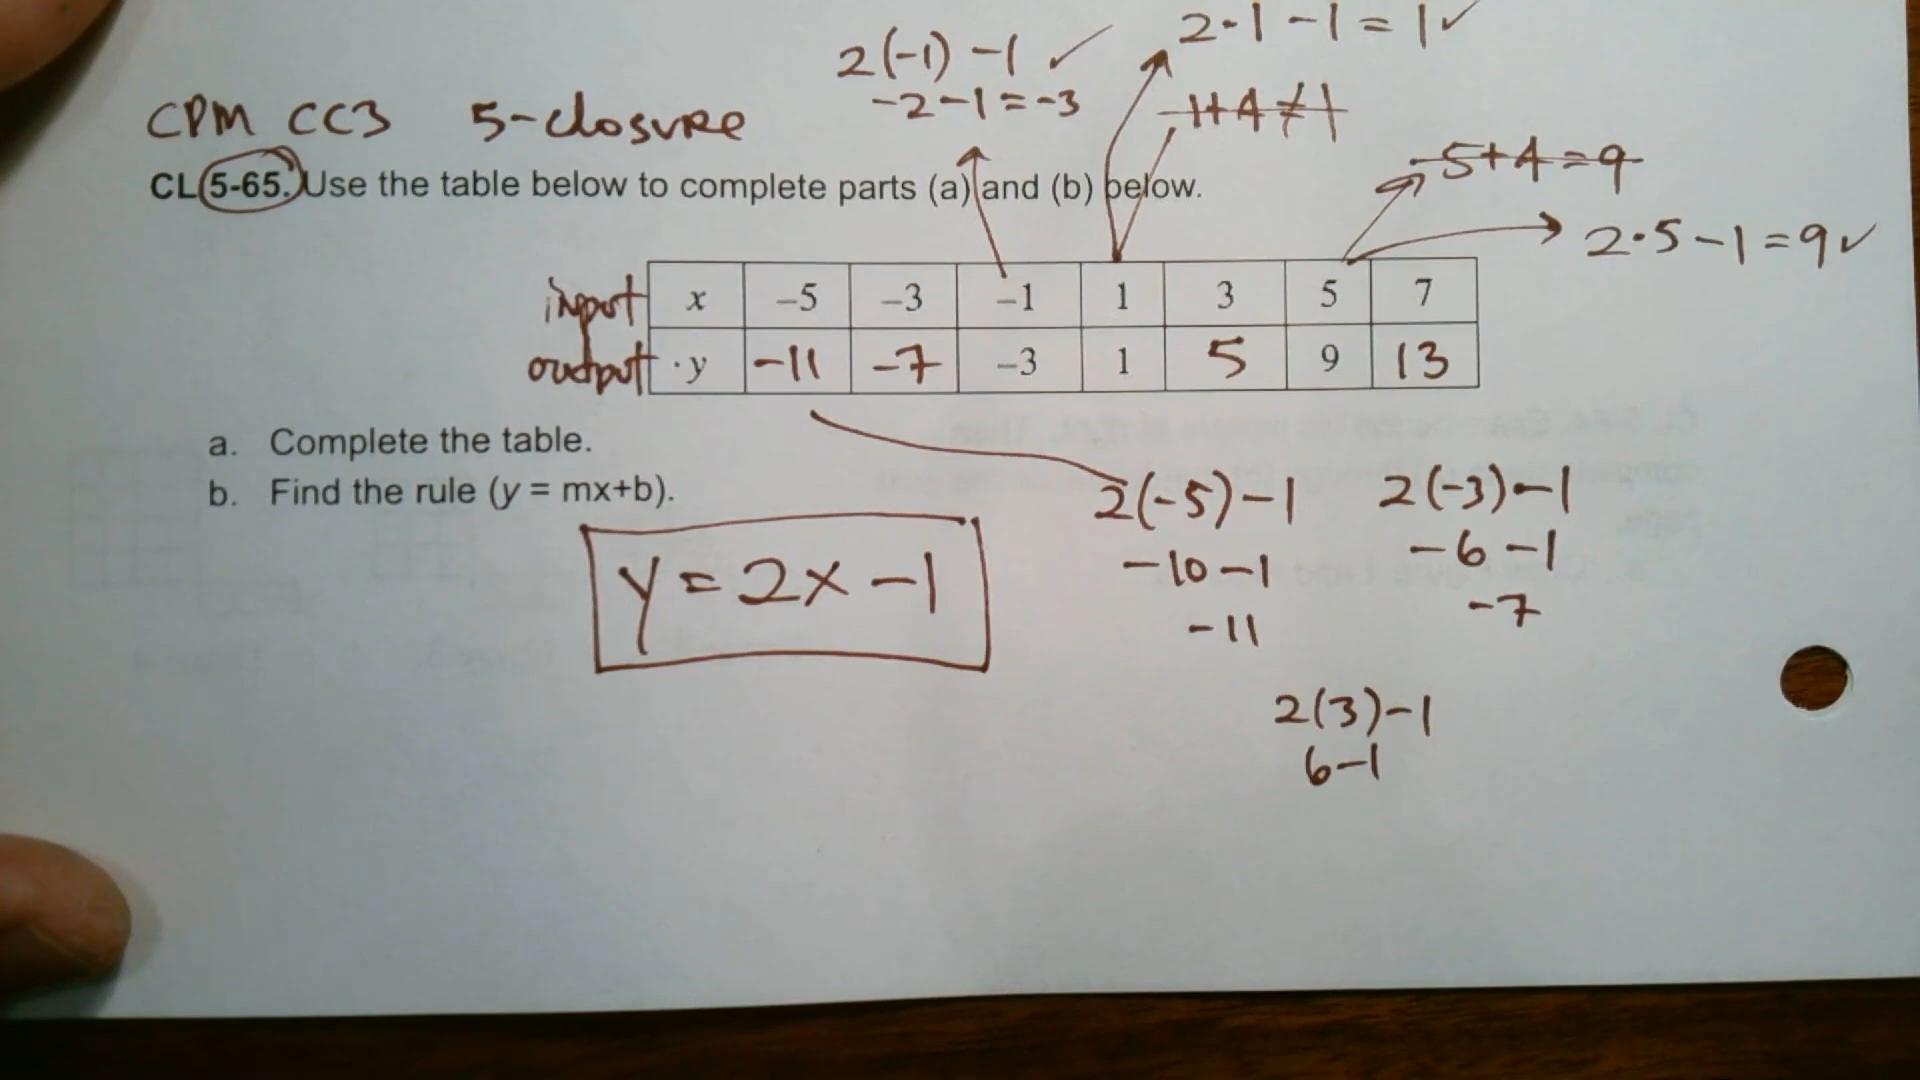 2(-1) -1 ✓
-2-1=-3
2·1-1=1✓
-1+4≠1
CPM CC3 5-closure
5+4=9
CL 5-65. Use the table below to complete parts (a) and (b) below.
2·5-1=9✓
input x –5 –3 –1 1 3 5 7
output y -11 -7 –3 1 5 9 13
a. Complete the table.
b. Find the rule (y = mx+b).
y = 2x - 1
2(-5)-1
-10-1
-11
2(-3)-1
-6-1
-7
2(3)-1
6-1